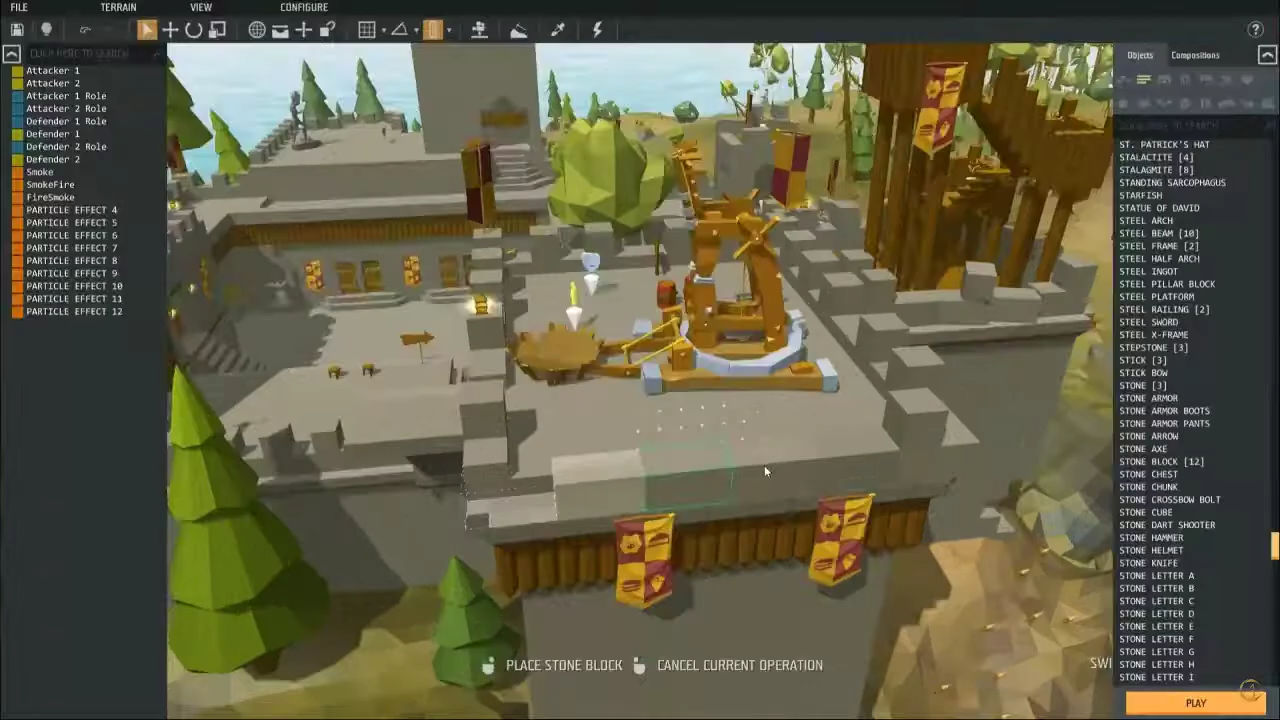 FILE TERRAIN VIEW CONFIGURE
CLICK HERE TO SEARCH
Attacker 1
Attacker 2
Attacker 1 Role
Attacker 2 Role
Defender 1 Role
Defender 1
Defender 2 Role
Defender 2
Smoke
SmokeFire
FireSmoke
PARTICLE EFFECT 4
PARTICLE EFFECT 5
PARTICLE EFFECT 6
PARTICLE EFFECT 7
PARTICLE EFFECT 8
PARTICLE EFFECT 9
PARTICLE EFFECT 10
PARTICLE EFFECT 11
PARTICLE EFFECT 12
PLACE STONE BLOCK CANCEL CURRENT OPERATION
SWI
Objects Compositions
ST. PATRICK'S HAT
STALACTITE [4]
STALAGMITE [8]
STANDING SARCOPHAGUS
STARFISH
STATUE OF DAVID
STEEL ARCH
STEEL BEAM [10]
STEEL FRAME [2]
STEEL HALF ARCH
STEEL INGOT
STEEL PILLAR BLOCK
STEEL PLATFORM
STEEL RAILING [2]
STEEL SWORD
STEEL X-FRAME
STEPSTONE [3]
STICK [3]
STICK BOW
STONE [3]
STONE ARMOR
STONE ARMOR BOOTS
STONE ARMOR PANTS
STONE ARROW
STONE AXE
STONE BLOCK [12]
STONE CHEST
STONE CHUNK
STONE CROSSBOW BOLT
STONE CUBE
STONE DART SHOOTER
STONE HAMMER
STONE HELMET
STONE KNIFE
STONE LETTER A
STONE LETTER B
STONE LETTER C
STONE LETTER D
STONE LETTER E
STONE LETTER F
STONE LETTER G
STONE LETTER H
STONE LETTER I
PLAY